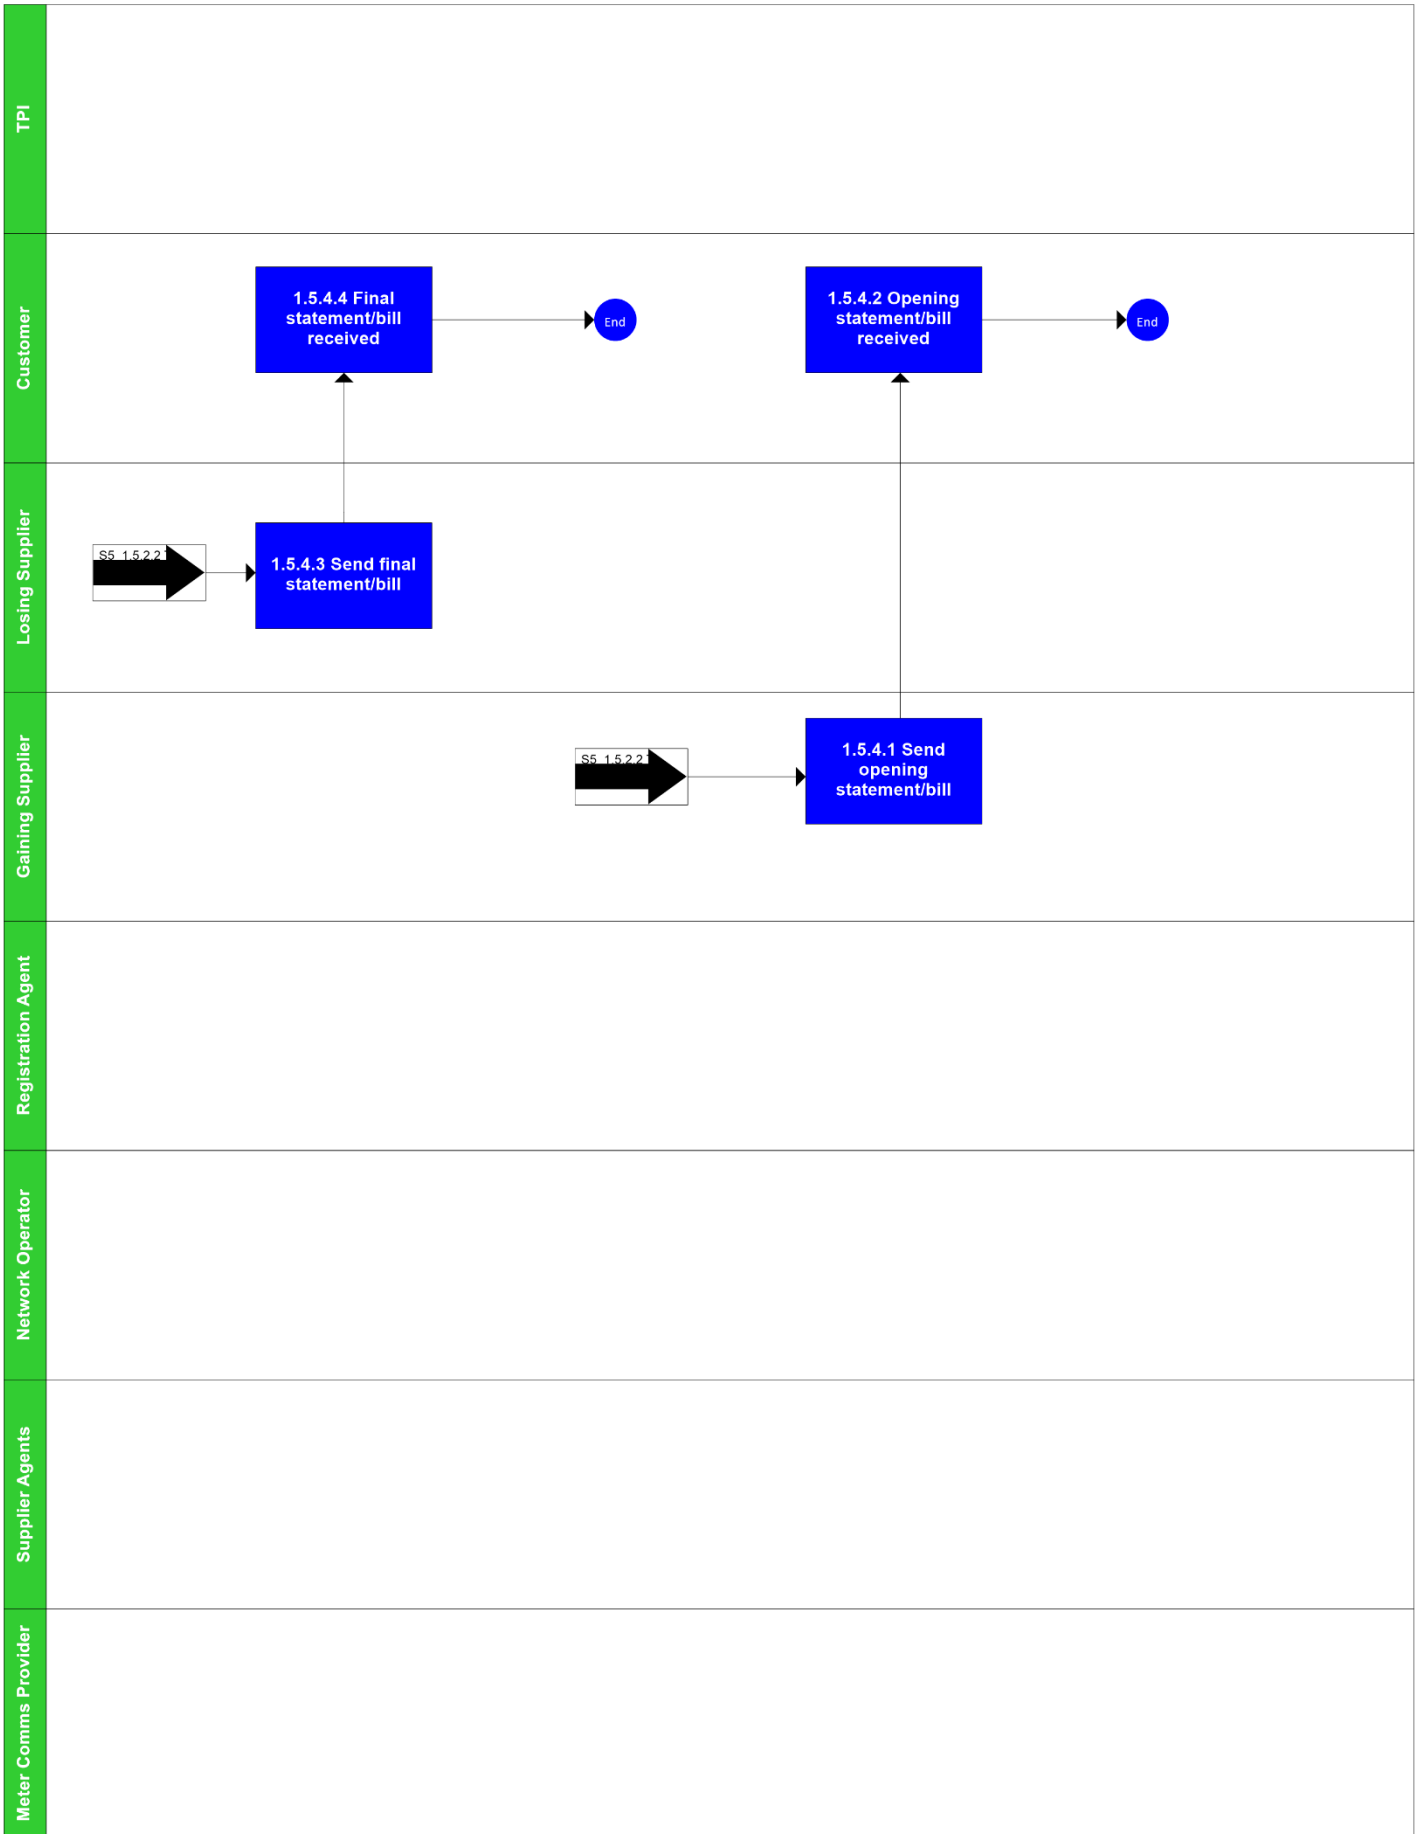 TPI
Customer
1.5.4.4 Final
statement/bill
received
End
1.5.4.2 Opening
statement/bill
received
End
Losing Supplier
S5 1.5.2.2
1.5.4.3 Send final
statement/bill
Gaining Supplier
S5 1.5.2.2
1.5.4.1 Send
opening
statement/bill
Registration Agent
Network Operator
Supplier Agents
Meter Comms Provider